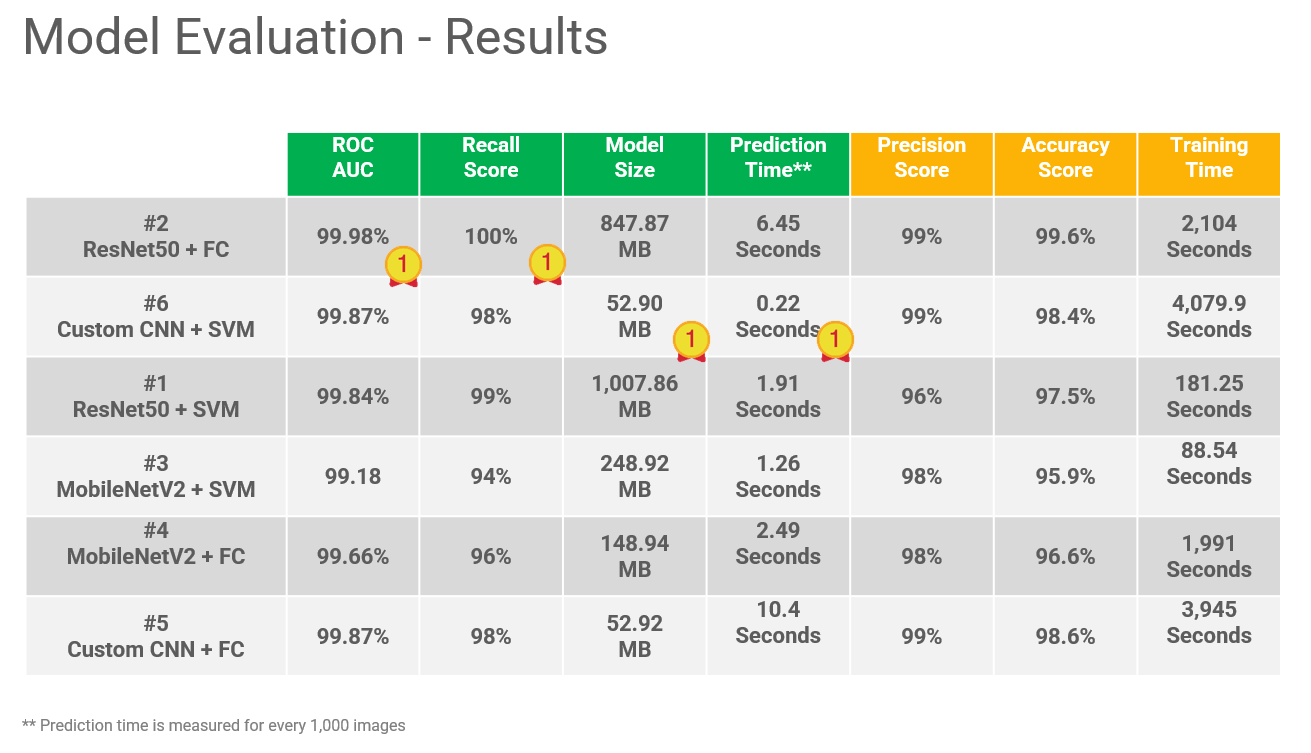 Model Evaluation - Results
ROC
AUC
Recall
Score
Model
Size
Prediction
Time**
Precision
Score
Accuracy
Score
Training
Time
#2
ResNet50 + FC
99.98%
1
100%
1
847.87
MB
6.45
Seconds
99%
99.6%
2,104
Seconds
#6
Custom CNN + SVM
99.87%
98%
52.90
MB
1
0.22
Seconds
1
99%
98.4%
4,079.9
Seconds
#1
ResNet50 + SVM
99.84%
99%
1,007.86
MB
1.91
Seconds
96%
97.5%
181.25
Seconds
#3
MobileNetV2 + SVM
99.18
94%
248.92
MB
1.26
Seconds
98%
95.9%
88.54
Seconds
#4
MobileNetV2 + FC
99.66%
96%
148.94
MB
2.49
Seconds
98%
96.6%
1,991
Seconds
#5
Custom CNN + FC
99.87%
98%
52.92
MB
10.4
Seconds
99%
98.6%
3,945
Seconds
** Prediction time is measured for every 1,000 images